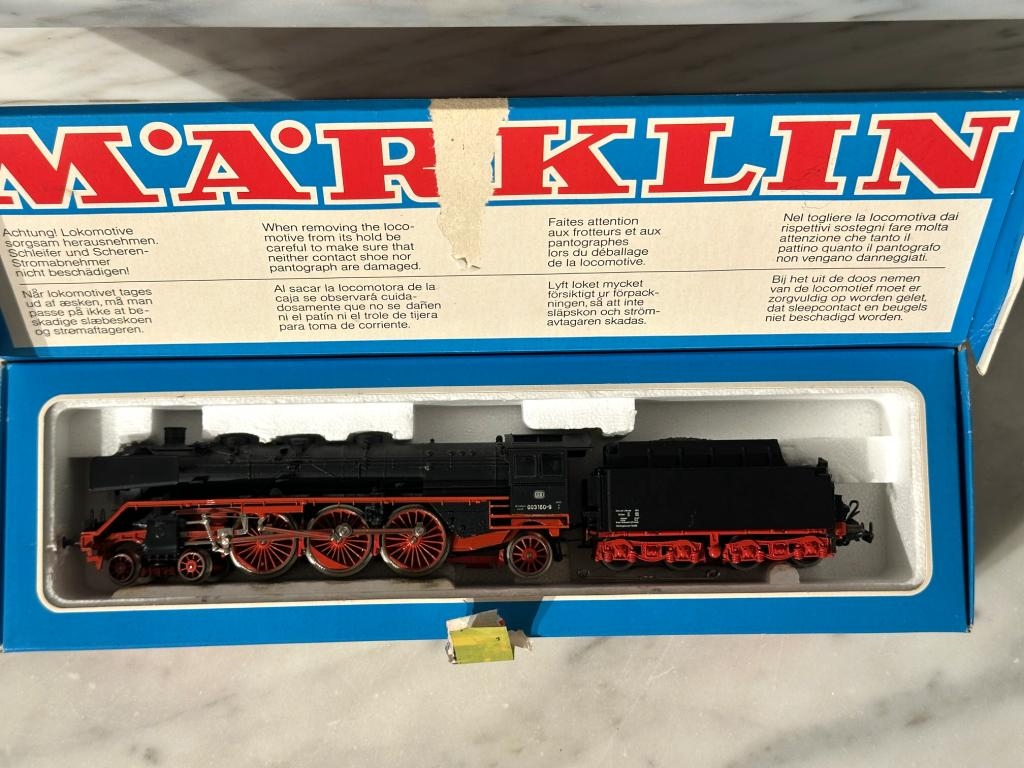 MÄRKLIN
Achtung! Lokomotive
sorgsam herausnehmen.
Schleifer und Scheren-
Stromabnehmer
nicht beschädigen!
When removing the loco-
motive from its hold be
careful to make sure that
neither contact shoe nor
pantograph are damaged.
Faites attention
aux frotteurs et aux
pantographes
lors du déballage
de la locomotive.
Nel togliere la locomotiva dai
rispettivi sostegni fare molta
attenzione che tanto il
pattino quanto il pantografo
non vengano danneggiati.
Når lokomotivet tages
ud af æsken, må man
passe på ikke at be-
skadige slæbeskoen
og strømaftageren.
Al sacar la locomotora de la
caja se observará cuida-
dosamente que no se dañen
ni el patín ni el trole de tijera
para toma de corriente.
Lyft loket mycket
försiktigt ur förpack-
ningen, så att inte
släpskon och ström-
avtagaren skadas.
Bij het uit de doos nemen
van de locomotief moet er
zorgvuldig op worden gelet,
dat sleepcontact en beugels
niet beschadigd worden.
DB
003160-9